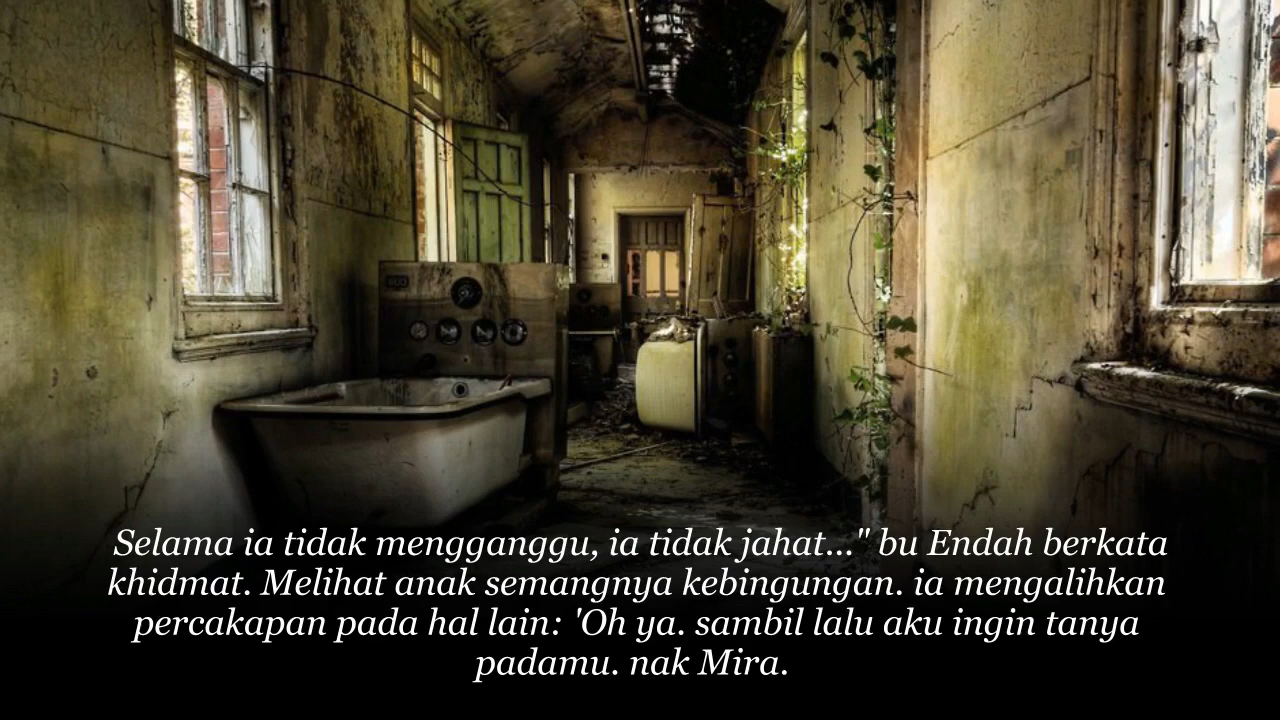 Selama ia tidak mengganggu, ia tidak jahat..." bu Endah berkata
khidmat. Melihat anak semangnya kebingungan. ia mengalihkan
percakapan pada hal lain: 'Oh ya. sambil lalu aku ingin tanya
padamu. nak Mira.